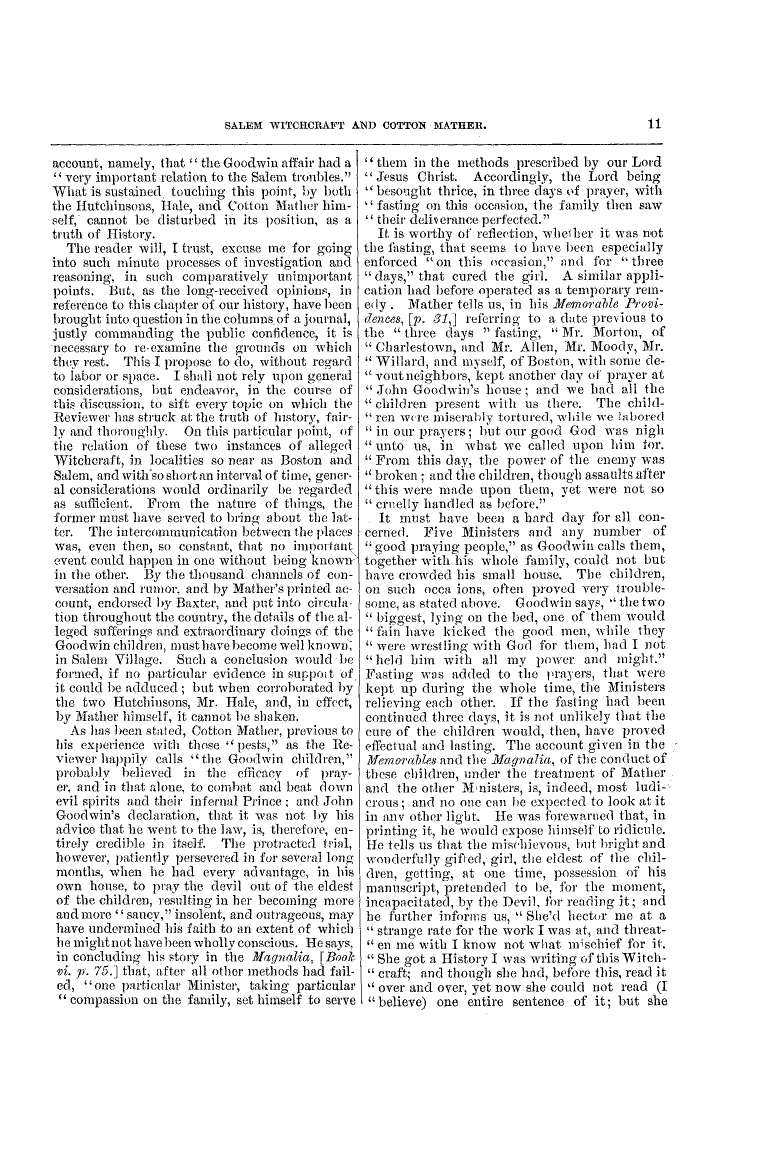 SALEM WITCHCRAFT AND COTTON MATHER. 11
account, namely, that “ the Goodwin affair had a
“ very important relation to the Salem troubles.”
What is sustained touching this point, by both
the Hutchinsons, Hale, and Cotton Mather him-
self, cannot be disturbed in its position, as a
truth of History.
The reader will, I trust, excuse me for going
into such minute processes of investigation and
reasoning, in such comparatively unimportant
points. But, as the long-received opinions, in
reference to this chapter of our history, have been
brought into question in the columns of a journal,
justly commanding the public confidence, it is
necessary to re-examine the grounds on which
they rest. This I propose to do, without regard
to labor or space. I shall not rely upon general
considerations, but endeavor, in the course of
this discussion, to sift every topic on which the
Reviewer has struck at the truth of history, fair-
ly and thoroughly. On this particular point, of
the relation of these two instances of alleged
Witchcraft, in localities so near as Boston and
Salem, and with so short an interval of time, gener-
al considerations would ordinarily be regarded
as sufficient. From the nature of things, the
former must have served to bring about the lat-
ter. The intercommunication between the places
was, even then, so constant, that no important
event could happen in one without being known
in the other. By the thousand channels of con-
versation and rumor, and by Mather's printed ac-
count, endorsed by Baxter, and put into circula-
tion throughout the country, the details of the al-
leged sufferings and extraordinary doings of the
Goodwin children, must have become well known,
in Salem Village. Such a conclusion would be
formed, if no particular evidence in support of
it could be adduced ; but when corroborated by
the two Hutchinsons, Mr. Hale, and, in effect,
by Mather himself, it cannot be shaken.
As has been stated, Cotton Mather, previous to
his experience with those “pests,” as the Re-
viewer happily calls “the Goodwin children,”
probably believed in the efficacy of pray-
er, and in that alone, to combat and beat down
evil spirits and their infernal Prince ; and John
Goodwin's declaration, that it was not by his
advice that he went to the law, is, therefore, en-
tirely credible in itself. The protracted trial,
however, patiently persevered in for several long
months, when he had every advantage, in his
own house, to pray the devil out of the eldest
of the children, resulting in her becoming more
and more “saucy,” insolent, and outrageous, may
have undermined his faith to an extent of which
he might not have been wholly conscious. He says,
in concluding his story in the Magnalia, [Book
vi. p. 75.] that, after all other methods had fail-
ed, “one particular Minister, taking particular
“ compassion on the family, set himself to serve
“ them in the methods prescribed by our Lord
“ Jesus Christ. Accordingly, the Lord being
“ besought thrice, in three days of prayer, with
“ fasting on this occasion, the family then saw
“ their deliverance perfected.”
It is worthy of reflection, whether it was not
the fasting, that seems to have been especially
enforced “on this occasion,” and for “three
“days,” that cured the girl. A similar appli-
cation had before operated as a temporary rem-
edy. Mather tells us, in his Memorable Provi-
dences, [p. 31,] referring to a date previous to
the “three days ” fasting, “Mr. Morton, of
“ Charlestown, and Mr. Allen, Mr. Moody, Mr.
“ Willard, and myself, of Boston, with some de-
“ vout neighbors, kept another day of prayer at
“ John Goodwin's house ; and we had all the
“ children present with us there. The child-
“ ren were miserably tortured, while we labored
“ in our prayers ; but our good God was nigh
“ unto us, in what we called upon him for.
“ From this day, the power of the enemy was
“ broken ; and the children, though assaults after
“ this were made upon them, yet were not so
“ cruelly handled as before.”
It must have been a hard day for all con-
cerned. Five Ministers and any number of
“good praying people,” as Goodwin calls them,
together with his whole family, could not but
have crowded his small house. The children,
on such occa ions, often proved very trouble-
some, as stated above. Goodwin says, “the two
“ biggest, lying on the bed, one of them would
“ fain have kicked the good men, while they
“ were wrestling with God for them, had I not
“held him with all my power and might.”
Fasting was added to the prayers, that were
kept up during the whole time, the Ministers
relieving each other. If the fasting had been
continued three days, it is not unlikely that the
cure of the children would, then, have proved
effectual and lasting. The account given in the
Memorables and the Magnalia, of the conduct of
these children, under the treatment of Mather
and the other Ministers, is, indeed, most ludi-
crous ; and no one can be expected to look at it
in any other light. He was forewarned that, in
printing it, he would expose himself to ridicule.
He tells us that the mischievous, but bright and
wonderfully gifted, girl, the eldest of the chil-
dren, getting, at one time, possession of his
manuscript, pretended to be, for the moment,
incapacitated, by the Devil, for reading it ; and
he further informs us, “ She'd hector me at a
“ strange rate for the work I was at, and threat-
“ en me with I know not what mischief for it.
“ She got a History I was writing of this Witch-
“ craft; and though she had, before this, read it
“ over and over, yet now she could not read (I
“ believe) one entire sentence of it; but she